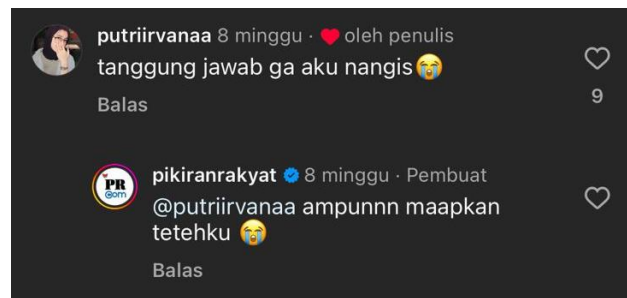 putriirvanaa 8 minggu · ❤️ oleh penulis
tanggung jawab ga aku nangis😭
9
Balas
PR
com
pikiranrakyat 8 minggu · Pembuat
@putriirvanaa ampunnn maapkan
tetehku 😭
Balas